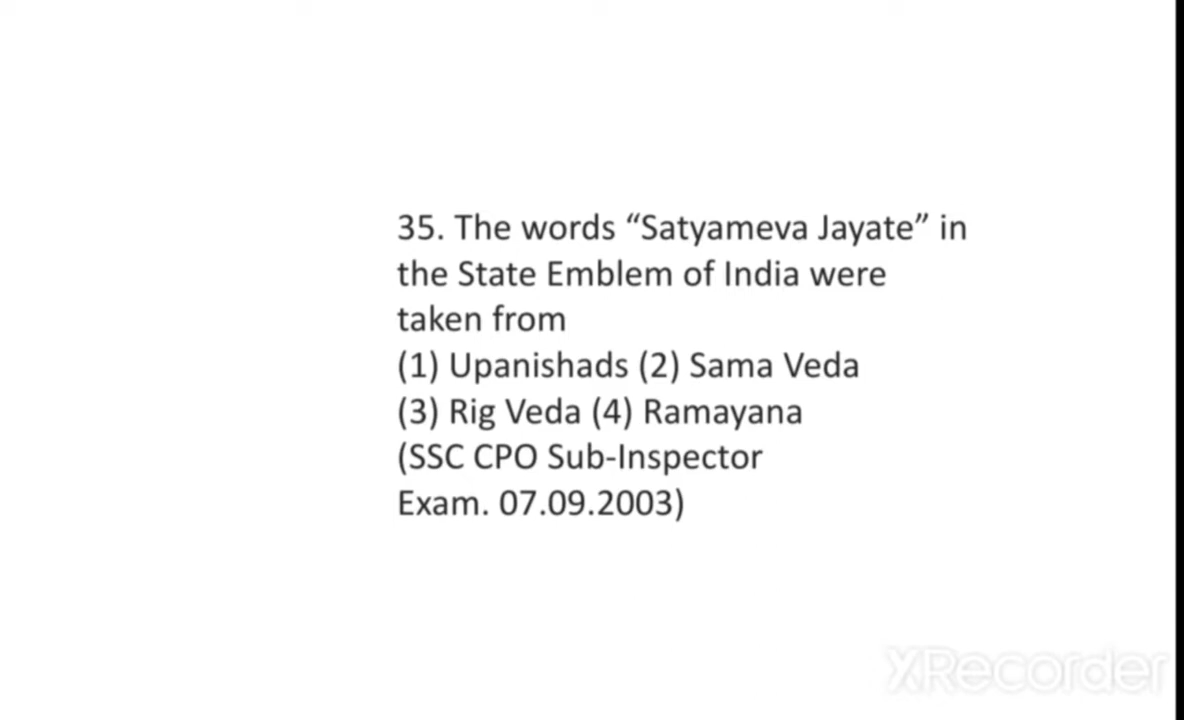 35. The words “Satyameva Jayate” in
the State Emblem of India were
taken from
(1) Upanishads (2) Sama Veda
(3) Rig Veda (4) Ramayana
(SSC CPO Sub-Inspector
Exam. 07.09.2003)
XRecorder